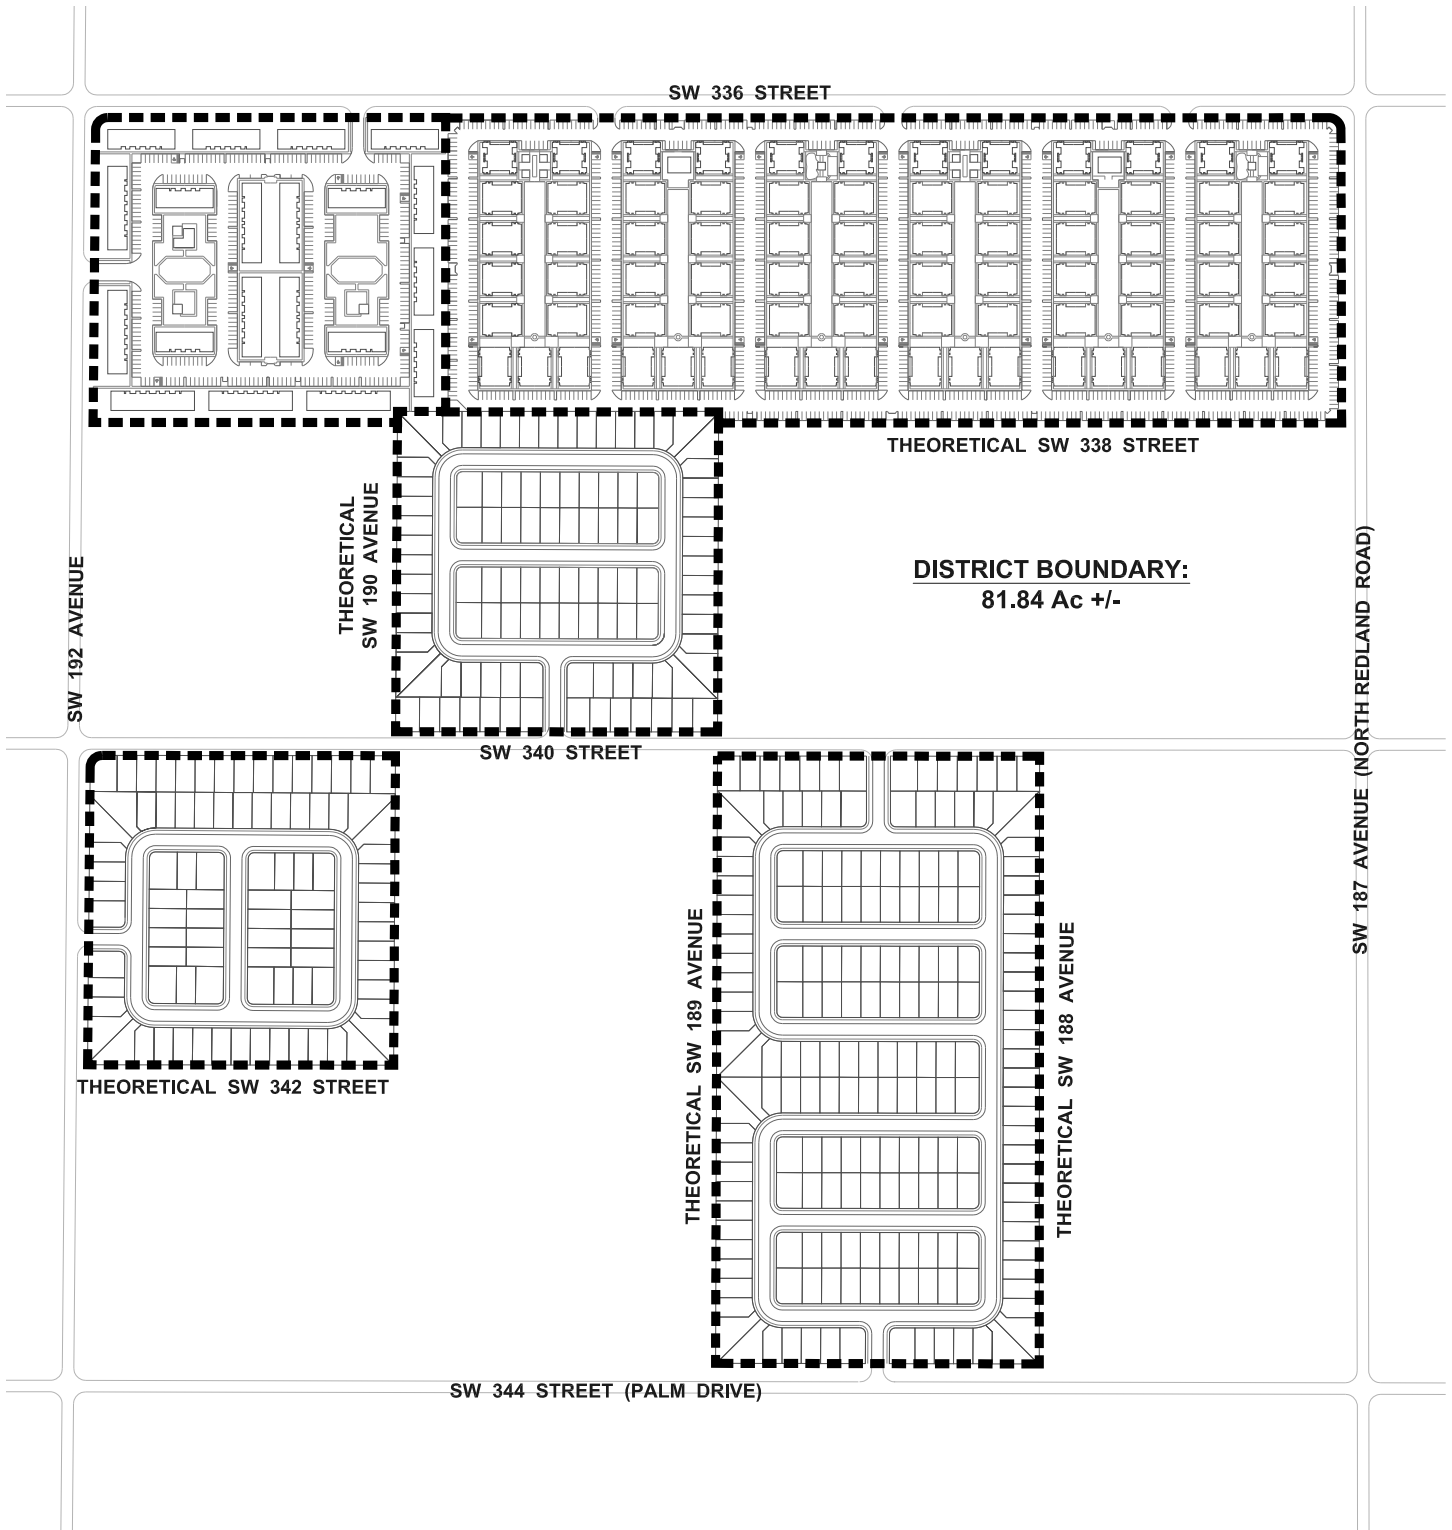 SW 336 STREET
THEORETICAL SW 338 STREET
THEORETICAL
SW 190 AVENUE
SW 192 AVENUE
DISTRICT BOUNDARY:
81.84 Ac +/-
SW 187 AVENUE (NORTH REDLAND ROAD)
SW 340 STREET
THEORETICAL SW 189 AVENUE
THEORETICAL SW 188 AVENUE
THEORETICAL SW 342 STREET
SW 344 STREET (PALM DRIVE)